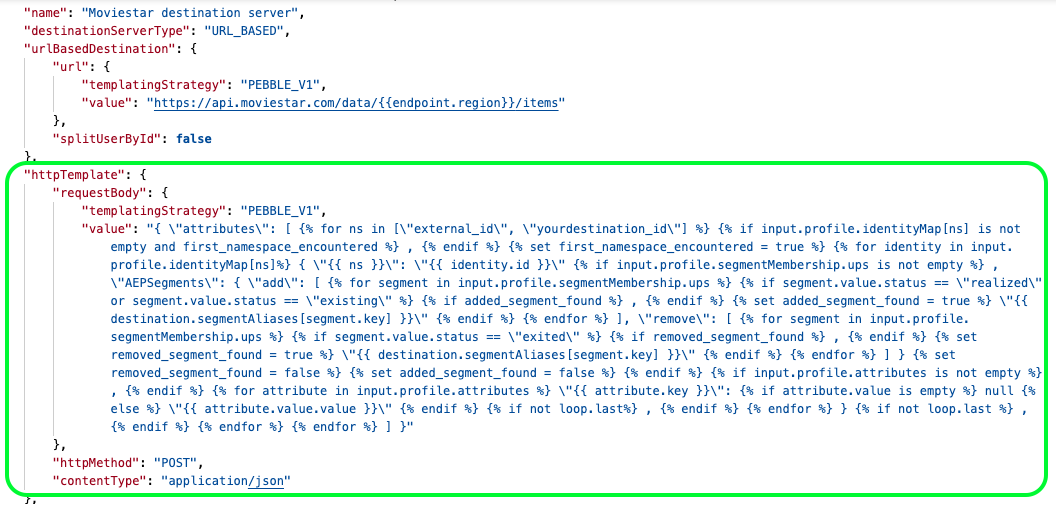 "name": "Moviestar destination server",
"destinationServerType": "URL_BASED",
"urlBasedDestination": {
"url": {
"templatingStrategy": "PEBBLE_V1",
"value": "https://api.moviestar.com/data/{{endpoint.region}}/items"
},
"splitUserById": false
},
"httpTemplate": {
"requestBody": {
"templatingStrategy": "PEBBLE_V1",
"value": "{ \"attributes\": [ {% for ns in [\"external_id\", \"yourdestination_id\"] %} {% if input.profile.identityMap[ns] is not
empty and first_namespace_encountered %} , {% endif %} {% set first_namespace_encountered = true %} {% for identity in input.
profile.identityMap[ns]%} { \"{{ ns }}\": \"{{ identity.id }}\" {% if input.profile.segmentMembership.ups is not empty %} ,
\"AEPSegments\": { \"add\": [ {% for segment in input.profile.segmentMembership.ups %} {% if segment.value.status == \"realized\"
or segment.value.status == \"existing\" %} {% if added_segment_found %} , {% endif %} {% set added_segment_found = true %} \"{{
destination.segmentAliases[segment.key] }}\" {% endif %} {% endfor %} ], \"remove\": [ {% for segment in input.profile.
segmentMembership.ups %} {% if segment.value.status == \"exited\" %} {% if removed_segment_found %} , {% endif %} {% set
removed_segment_found = true %} \"{{ destination.segmentAliases[segment.key] }}\" {% endif %} {% endfor %} ] } {% set
removed_segment_found = false %} {% set added_segment_found = false %} {% endif %} {% if input.profile.attributes is not empty %}
, {% endif %} {% for attribute in input.profile.attributes %} \"{{ attribute.key }}\": {% if attribute.value is empty %} null {%
else %} \"{{ attribute.value.value }}\" {% endif %} {% if not loop.last%} , {% endif %} {% endfor %} } {% if not loop.last %} ,
{% endif %} {% endfor %} {% endfor %} ] }"
},
"httpMethod": "POST",
"contentType": "application/json"
},